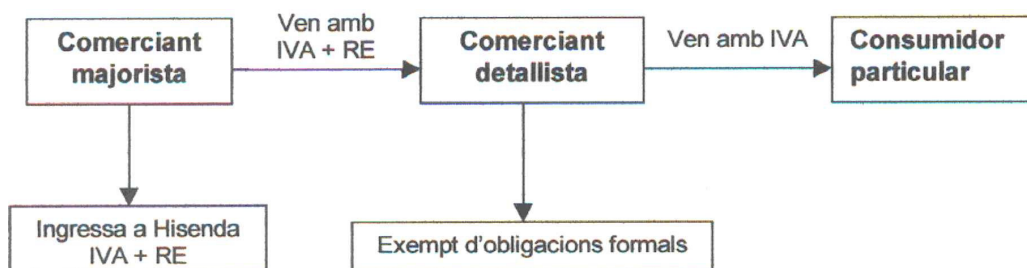 Comerciant
majorista
Ven amb
IVA + RE
Comerciant
detallista
Ven amb IVA
Consumidor
particular
Ingressa a Hisenda
IVA + RE
Exempt d'obligacions formals